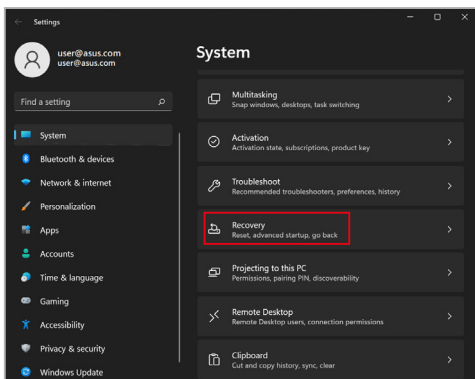 Settings
user@asus.com
user@asus.com
Find a setting
System
Bluetooth & devices
Network & internet
Personalization
Apps
Accounts
Time & language
Gaming
Accessibility
Privacy & security
Windows Update
System
Multitasking
Snap windows, desktops, task switching
Activation
Activation state, subscriptions, product key
Troubleshoot
Recommended troubleshooters, preferences, history
Recovery
Reset, advanced startup, go back
Projecting to this PC
Permissions, pairing PIN, discoverability
Remote Desktop
Remote Desktop users, connection permissions
Clipboard
Cut and copy history, sync, clear